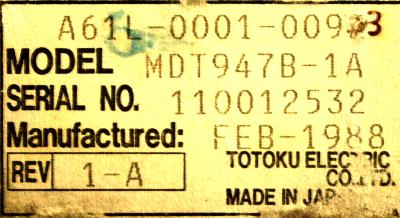 A61L-0001-0093
MODEL MDT947B-1A
SERIAL NO. 110012532
Manufactured: FEB-1988
REV 1-A
TOTOKU ELECTRIC
CO.,LTD.
MADE IN JAPAN